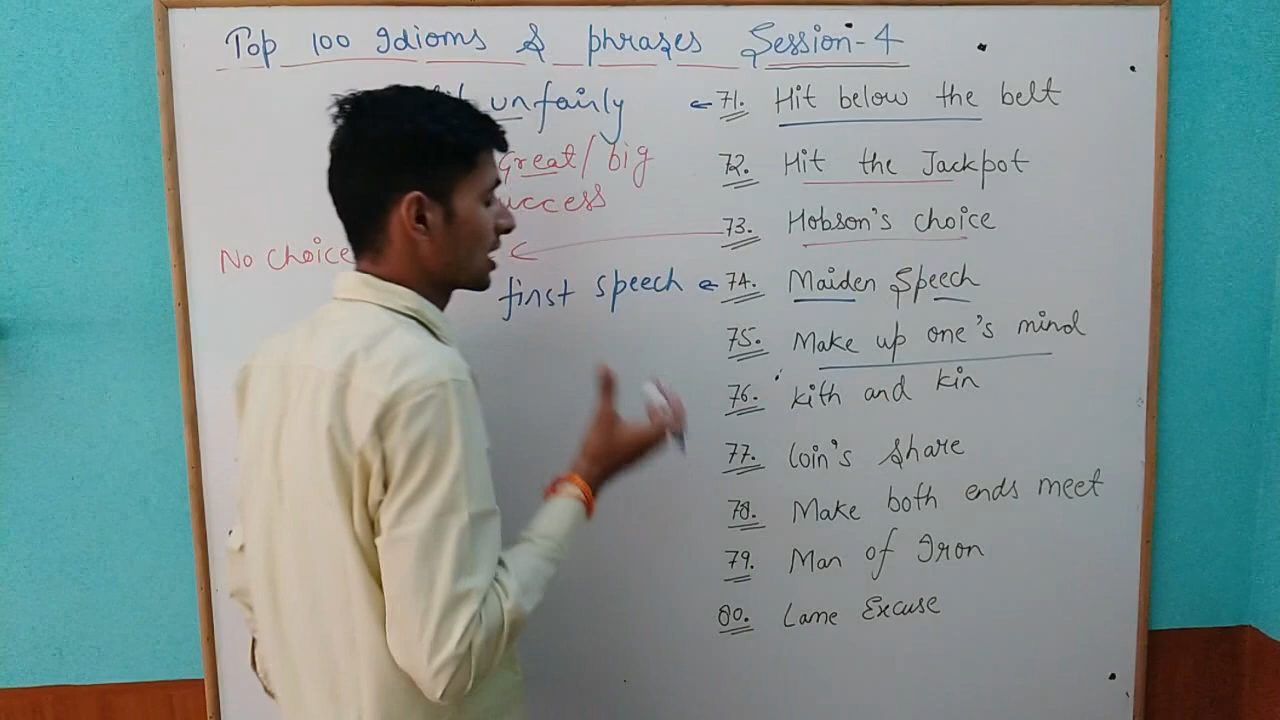 Top 100 Idioms & phrases Session-4
unfairly ← 71. Hit below the belt
Great/big 72. Hit the Jackpot
uccess
No choice ← 73. Hobson's choice
first speech ← 74. Maiden Speech
75. Make up one's mind
76. kith and kin
77. loin's share
78. Make both ends meet
79. Man of Iron
80. Lame Excuse